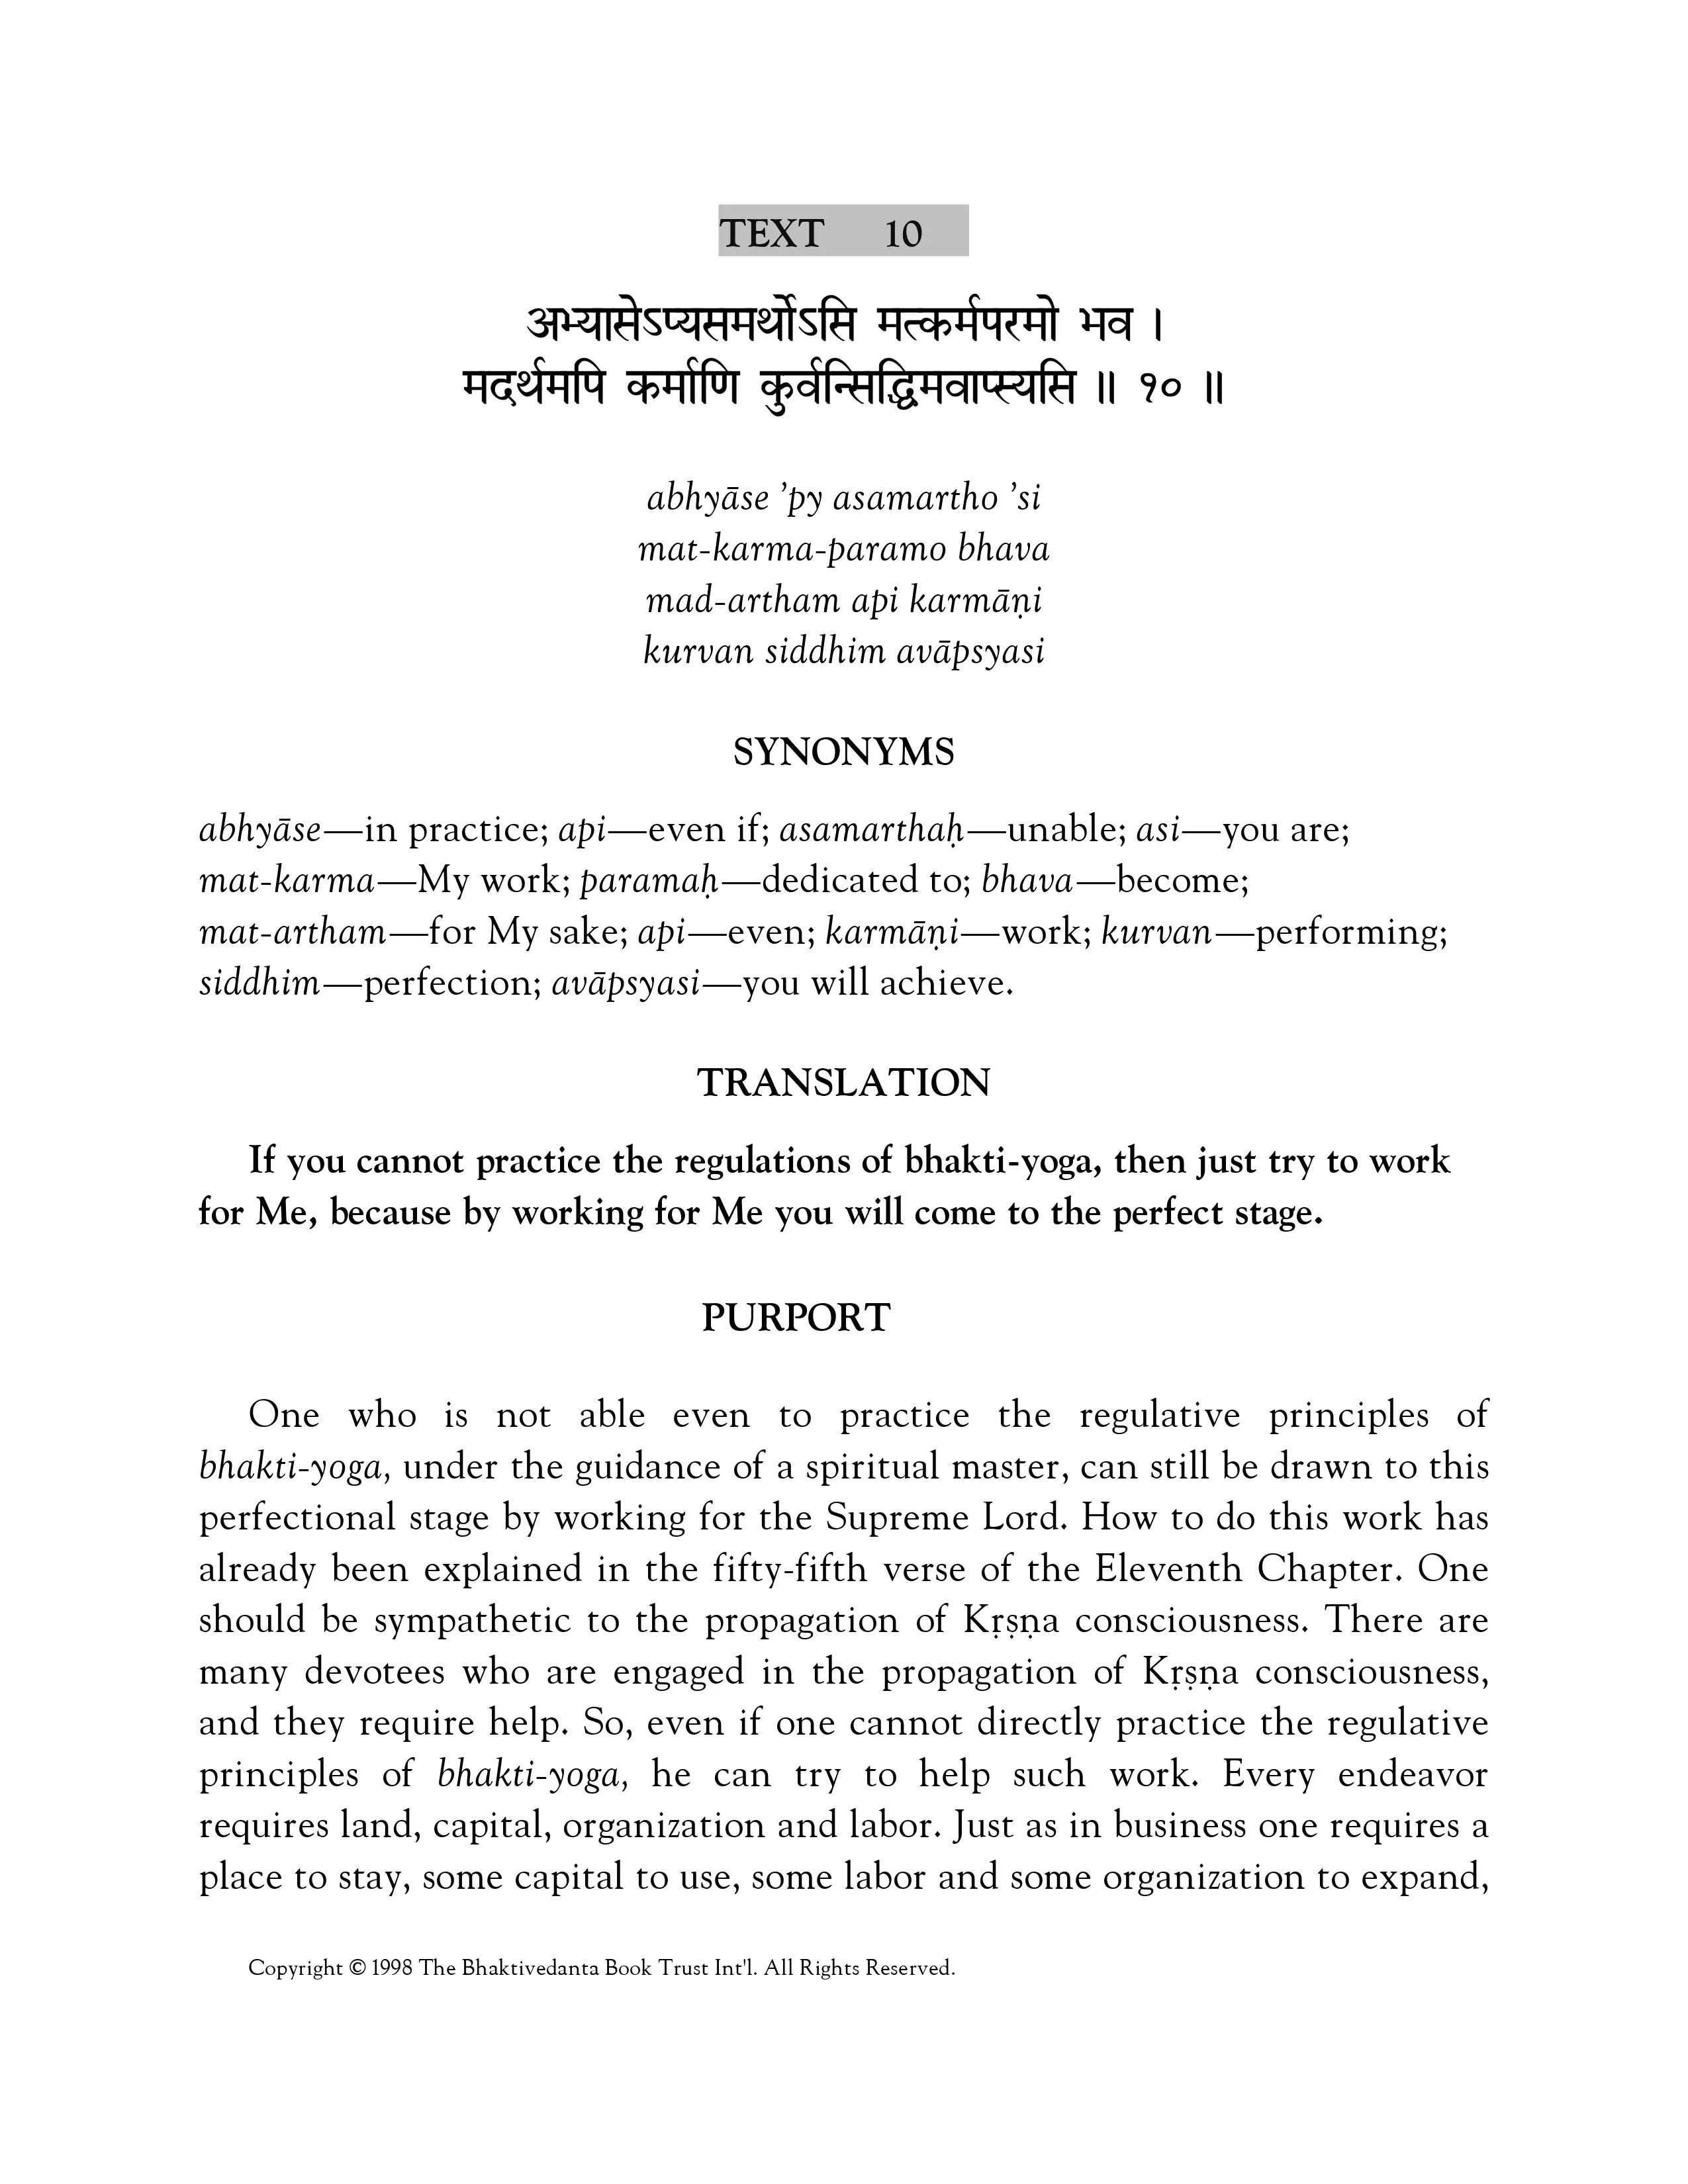 TEXT 10
अभ्यासेऽप्यसमर्थोऽसि मत्कर्मपरमो भव ।
मदर्थमपि कर्माणि कुर्वन्सिद्धिमवाप्स्यसि ॥ १० ॥
abhyāse ’py asamartho ’si
mat-karma-paramo bhava
mad-artham api karmāṇi
kurvan siddhim avāpsyasi
SYNONYMS
abhyāse—in practice; api—even if; asamarthaḥ—unable; asi—you are;
mat-karma—My work; paramaḥ—dedicated to; bhava—become;
mat-artham—for My sake; api—even; karmāṇi—work; kurvan—performing;
siddhim—perfection; avāpsyasi—you will achieve.
TRANSLATION
If you cannot practice the regulations of bhakti-yoga, then just try to work
for Me, because by working for Me you will come to the perfect stage.
PURPORT
One who is not able even to practice the regulative principles of
bhakti-yoga, under the guidance of a spiritual master, can still be drawn to this
perfectional stage by working for the Supreme Lord. How to do this work has
already been explained in the fifty-fifth verse of the Eleventh Chapter. One
should be sympathetic to the propagation of Kṛṣṇa consciousness. There are
many devotees who are engaged in the propagation of Kṛṣṇa consciousness,
and they require help. So, even if one cannot directly practice the regulative
principles of bhakti-yoga, he can try to help such work. Every endeavor
requires land, capital, organization and labor. Just as in business one requires a
place to stay, some capital to use, some labor and some organization to expand,
Copyright © 1998 The Bhaktivedanta Book Trust Int'l. All Rights Reserved.